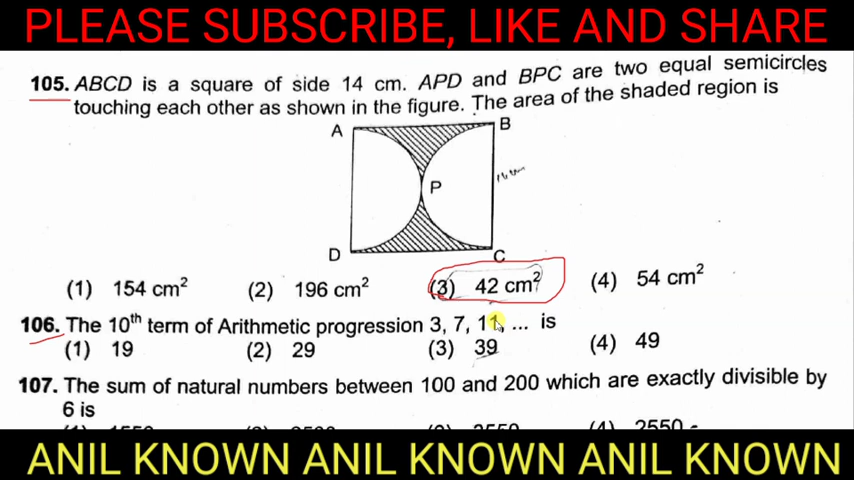 PLEASE SUBSCRIBE, LIKE AND SHARE
105. ABCD is a square of side 14 cm. APD and BPC are two equal semicircles
touching each other as shown in the figure. The area of the shaded region is
A B
P
D C
(1) 154 cm² (2) 196 cm² (3) 42 cm² (4) 54 cm²
106. The 10th term of Arithmetic progression 3, 7, 11, ... is
(1) 19 (2) 29 (3) 39 (4) 49
107. The sum of natural numbers between 100 and 200 which are exactly divisible by
6 is
(4) 2550
ANIL KNOWN ANIL KNOWN ANIL KNOWN